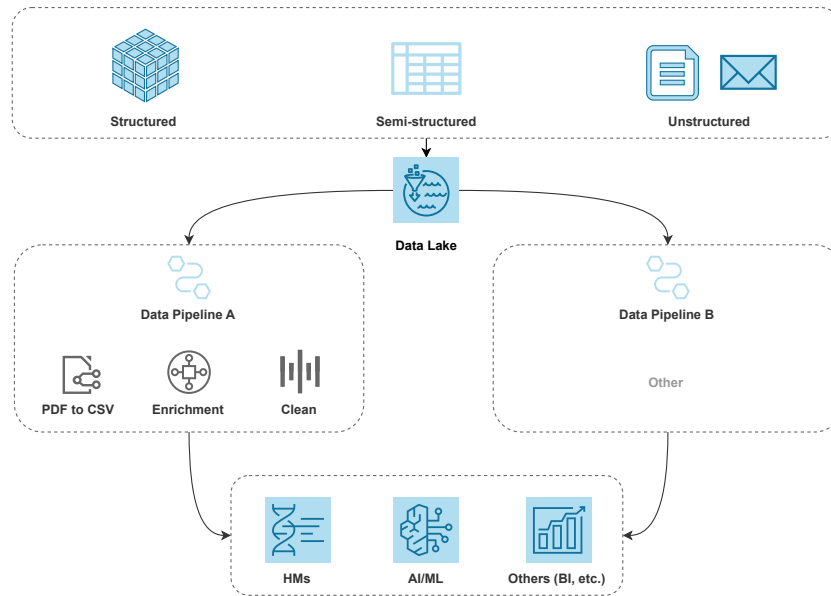 Structured
Semi-structured
Unstructured
Data Lake
Data Pipeline A
Data Pipeline B
PDF to CSV
Enrichment
Clean
Other
HMs
AI/ML
Others (BI, etc.)